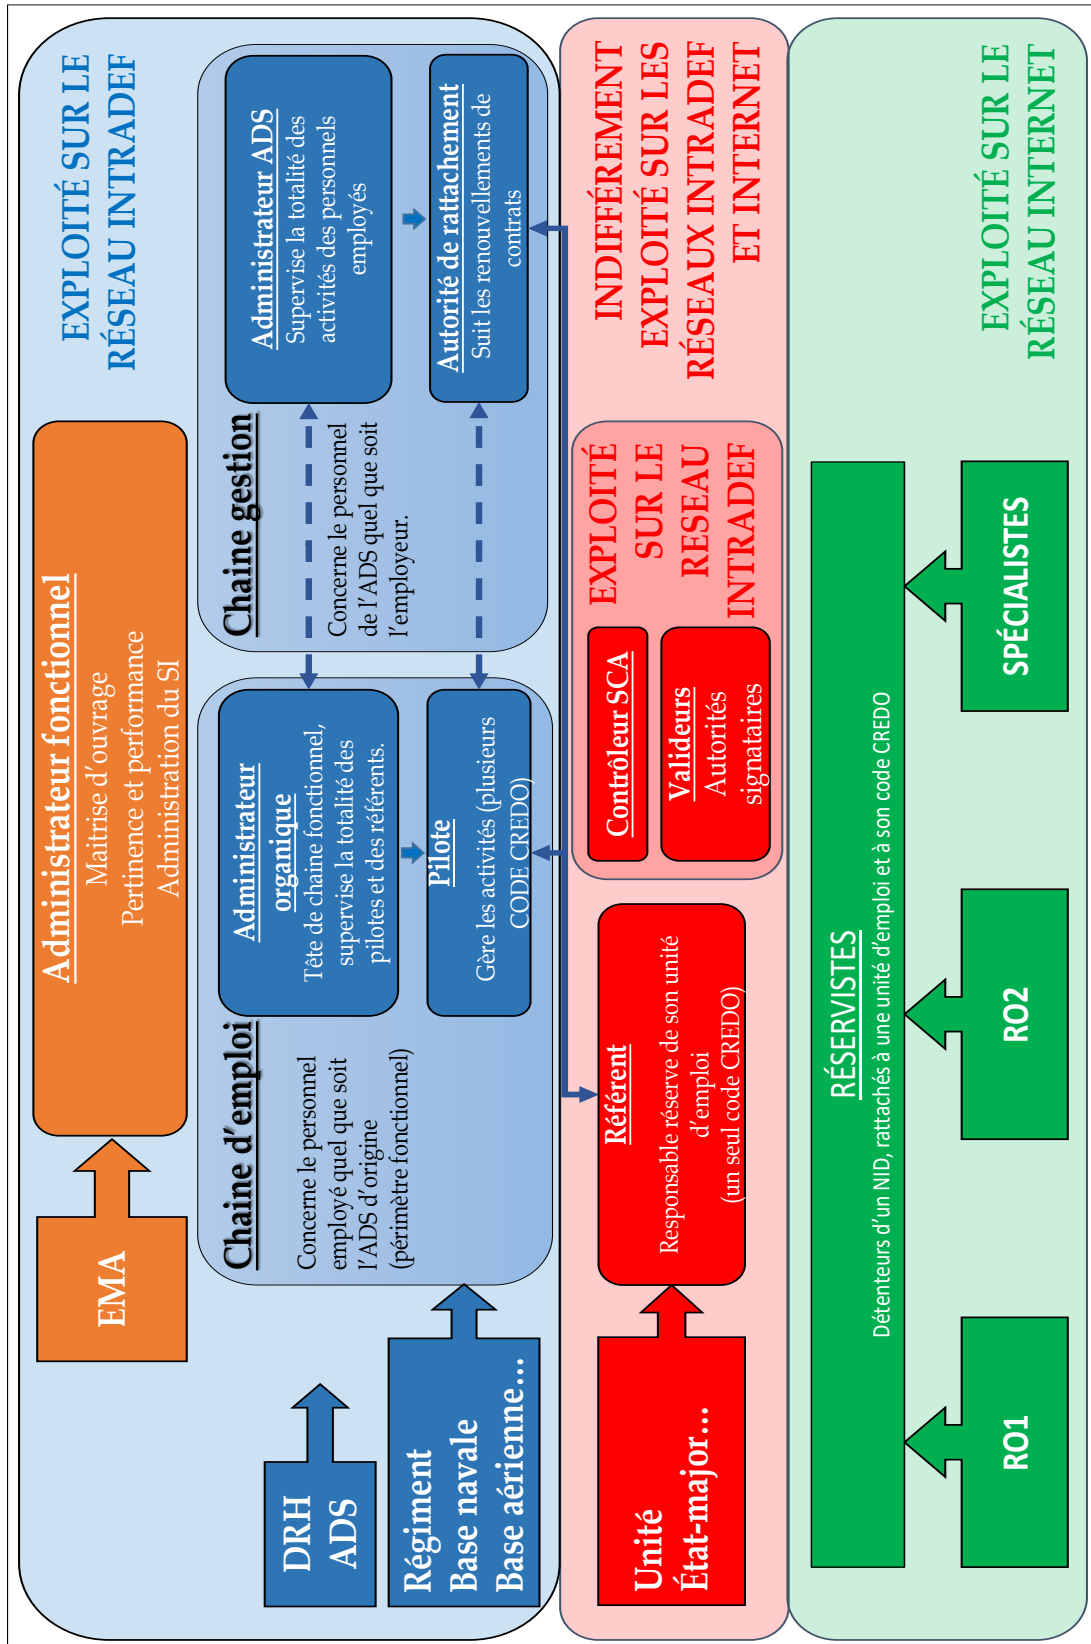 EMA
Administrateur fonctionnel
Maitrise d'ouvrage
Pertinence et performance
Administration du SI
EXPLOITÉ SUR LE
RÉSEAU INTRADEF
DRH
ADS
Régiment
Base navale
Base aérienne…
Chaine d'emploi
Concerne le personnel
employé quel que soit
l'ADS d'origine
(périmètre fonctionnel)
Administrateur
organique
Tête de chaine fonctionnel,
supervise la totalité des
pilotes et des référents.
Pilote
Gère les activités (plusieurs
CODE CREDO)
Chaine gestion
Concerne le personnel
de l'ADS quel que soit
l'employeur.
Administrateur ADS
Supervise la totalité des
activités des personnels
employés
Autorité de rattachement
Suit les renouvellements de
contrats
Unité
État-major…
Référent
Responsable réserve de son unité
d'emploi
(un seul code CREDO)
Contrôleur SCA
Valideurs
Autorités
signataires
EXPLOITÉ
SUR LE
RESEAU
INTRADEF
INDIFFÉREMENT
EXPLOITÉ SUR LES
RÉSEAUX INTRADEF
ET INTERNET
RÉSERVISTES
Détenteurs d'un NID, rattachés à une unité d'emploi et à son code CREDO
RO1
RO2
SPÉCIALISTES
EXPLOITÉ SUR LE
RÉSEAU INTERNET